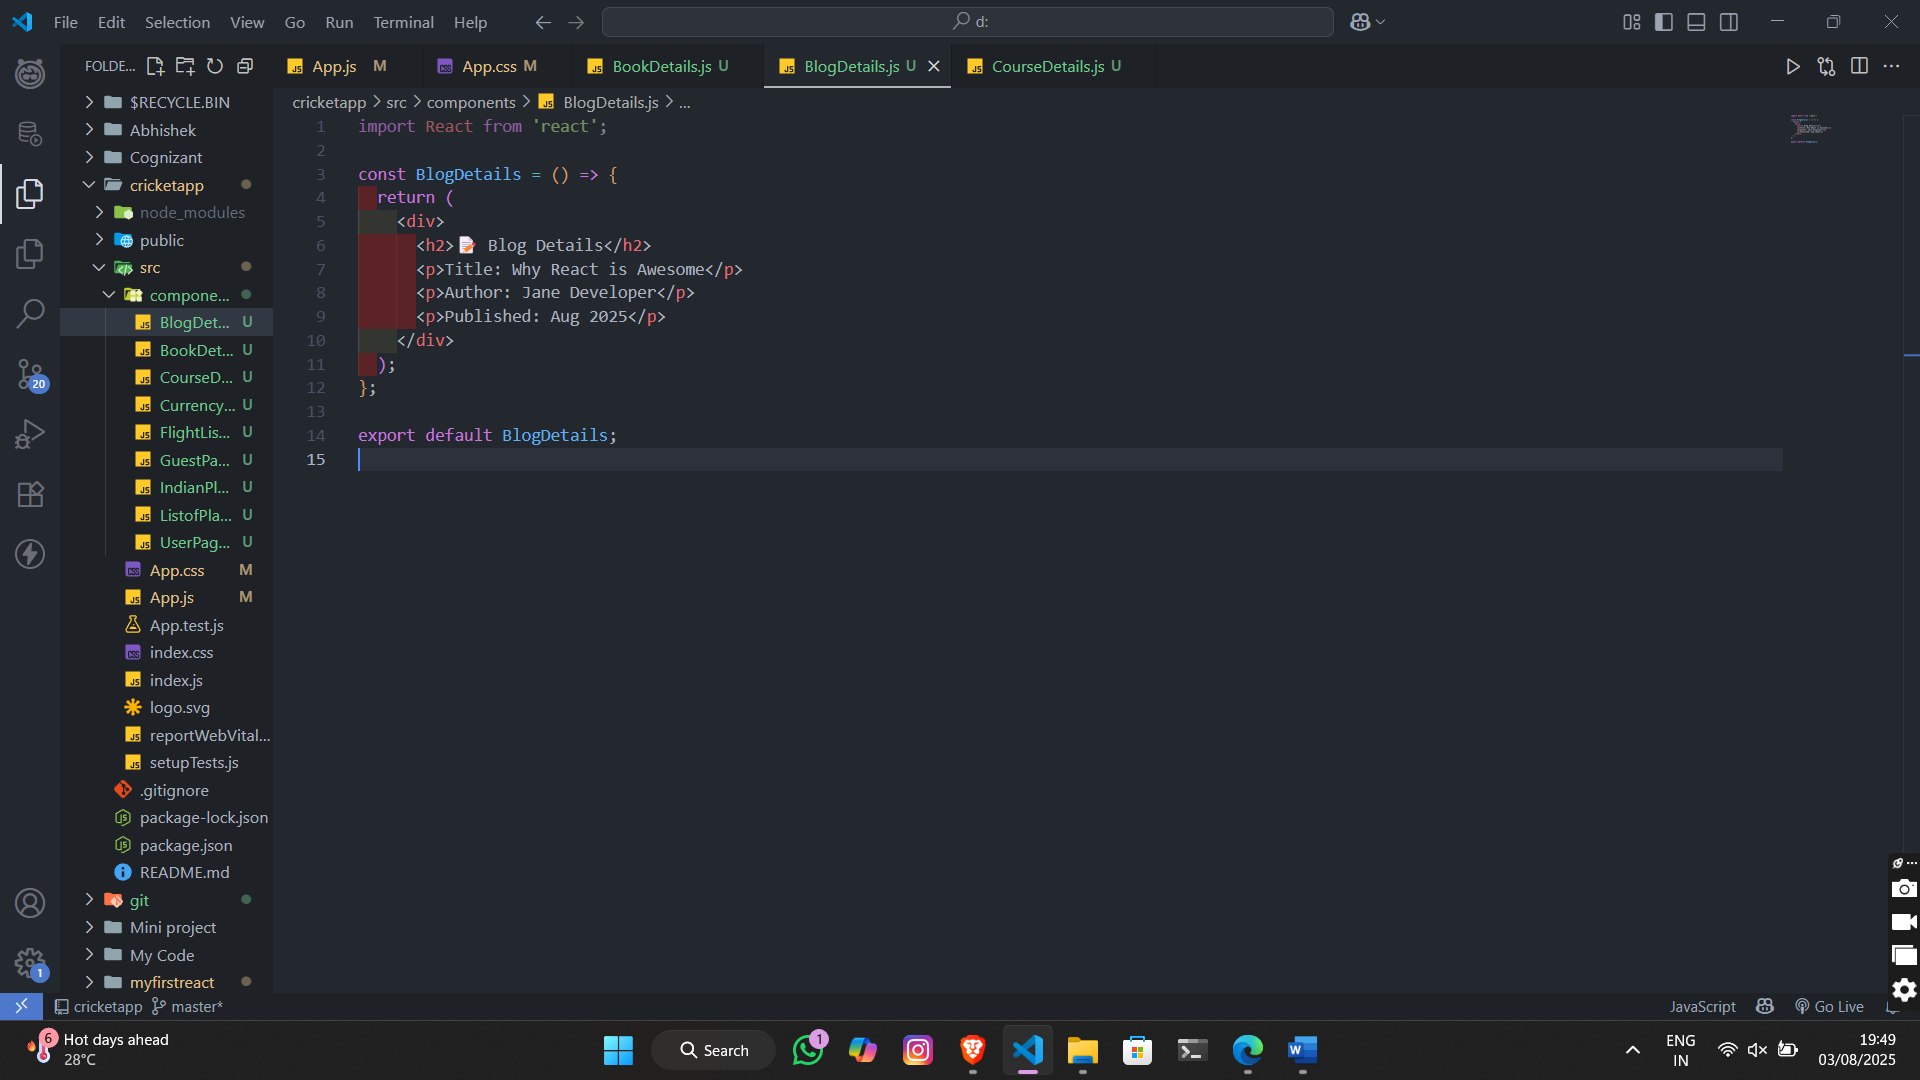 File Edit Selection View Go Run Terminal Help
d:
FOLDE...
App.js M
App.css M
BookDetails.js U
BlogDetails.js U
CourseDetails.js U
cricketapp > src > components > BlogDetails.js > ...
$RECYCLE.BIN
Abhishek
Cognizant
cricketapp
node_modules
public
src
compone...
BlogDet... U
BookDet... U
CourseD... U
Currency... U
FlightLis... U
GuestPa... U
IndianPl... U
ListofPla... U
UserPag... U
App.css M
App.js M
App.test.js
index.css
index.js
logo.svg
reportWebVital...
setupTests.js
.gitignore
package-lock.json
package.json
README.md
git
Mini project
My Code
myfirstreact
20
1
1 import React from 'react';
2
3 const BlogDetails = () => {
4 return (
5 <div>
6 <h2>📝 Blog Details</h2>
7 <p>Title: Why React is Awesome</p>
8 <p>Author: Jane Developer</p>
9 <p>Published: Aug 2025</p>
10 </div>
11 );
12 };
13
14 export default BlogDetails;
15
cricketapp master* JavaScript Go Live
6
Hot days ahead
28°C
Search
1
ENG
IN
19:49
03/08/2025